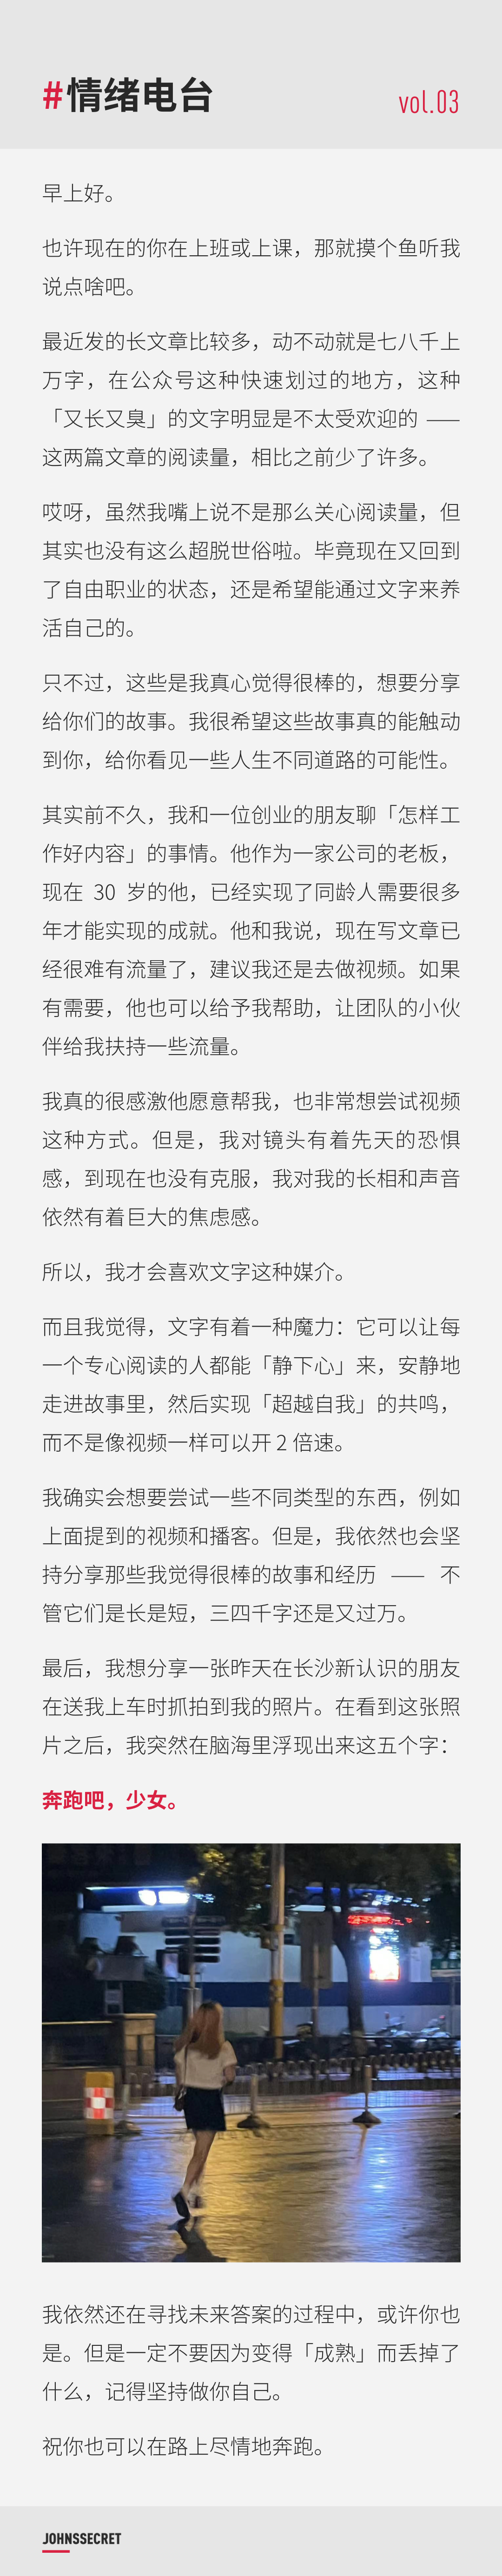 #情绪电台
vol.03
早上好。
也许现在的你在上班或上课，那就摸个鱼听我
说点啥吧。
最近发的长文章比较多，动不动就是七八千上
万字，在公众号这种快速划过的地方，这种
「又长又臭」的文字明显是不太受欢迎的 ——
这两篇文章的阅读量，相比之前少了许多。
哎呀，虽然我嘴上说不是那么关心阅读量，但
其实也没有这么超脱世俗啦。毕竟现在又回到
了自由职业的状态，还是希望能通过文字来养
活自己的。
只不过，这些是我真心觉得很棒的，想要分享
给你们的故事。我很希望这些故事真的能触动
到你，给你看见一些人生不同道路的可能性。
其实前不久，我和一位创业的朋友聊「怎样工
作好内容」的事情。他作为一家公司的老板，
现在 30 岁的他，已经实现了同龄人需要很多
年才能实现的成就。他和我说，现在写文章已
经很难有流量了，建议我还是去做视频。如果
有需要，他也可以给予我帮助，让团队的小伙
伴给我扶持一些流量。
我真的很感激他愿意帮我，也非常想尝试视频
这种方式。但是，我对镜头有着先天的恐惧
感，到现在也没有克服，我对我的长相和声音
依然有着巨大的焦虑感。
所以，我才会喜欢文字这种媒介。
而且我觉得，文字有着一种魔力：它可以让每
一个专心阅读的人都能「静下心」来，安静地
走进故事里，然后实现「超越自我」的共鸣，
而不是像视频一样可以开 2 倍速。
我确实会想要尝试一些不同类型的东西，例如
上面提到的视频和播客。但是，我依然也会坚
持分享那些我觉得很棒的故事和经历 —— 不
管它们是长是短，三四千字还是又过万。
最后，我想分享一张昨天在长沙新认识的朋友
在送我上车时抓拍到我的照片。在看到这张照
片之后，我突然在脑海里浮现出来这五个字：
奔跑吧，少女。
我依然还在寻找未来答案的过程中，或许你也
是。但是一定不要因为变得「成熟」而丢掉了
什么，记得坚持做你自己。
祝你也可以在路上尽情地奔跑。
JOHNSSECRET